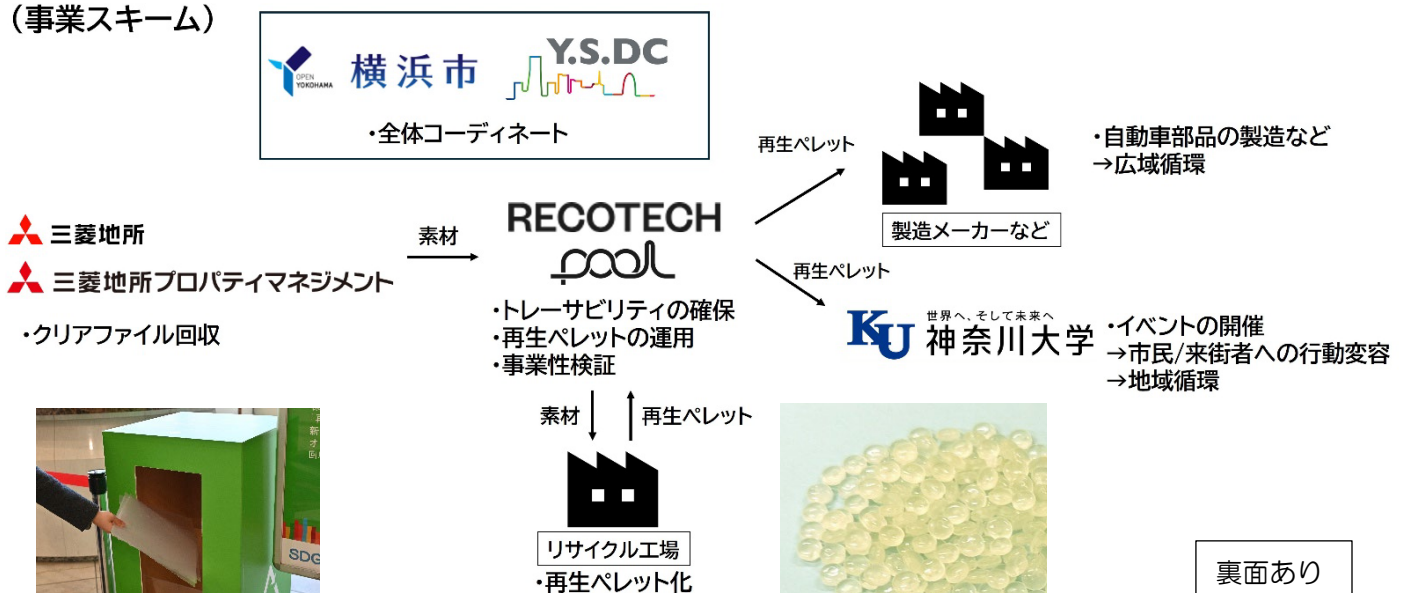 （事業スキーム）
OPEN
YOKOHAMA
横浜市
Y.S.DC
・全体コーディネート
三菱地所
三菱地所プロパティマネジメント
・クリアファイル回収
素材
RECOTECH
pool
・トレーサビリティの確保
・再生ペレットの運用
・事業性検証
素材
再生ペレット
リサイクル工場
・再生ペレット化
再生ペレット
製造メーカーなど
・自動車部品の製造など
→広域循環
再生ペレット
KU
世界へ、そして未来へ
神奈川大学
・イベントの開催
→市民/来街者への行動変容
→地域循環
SDG
裏面あり